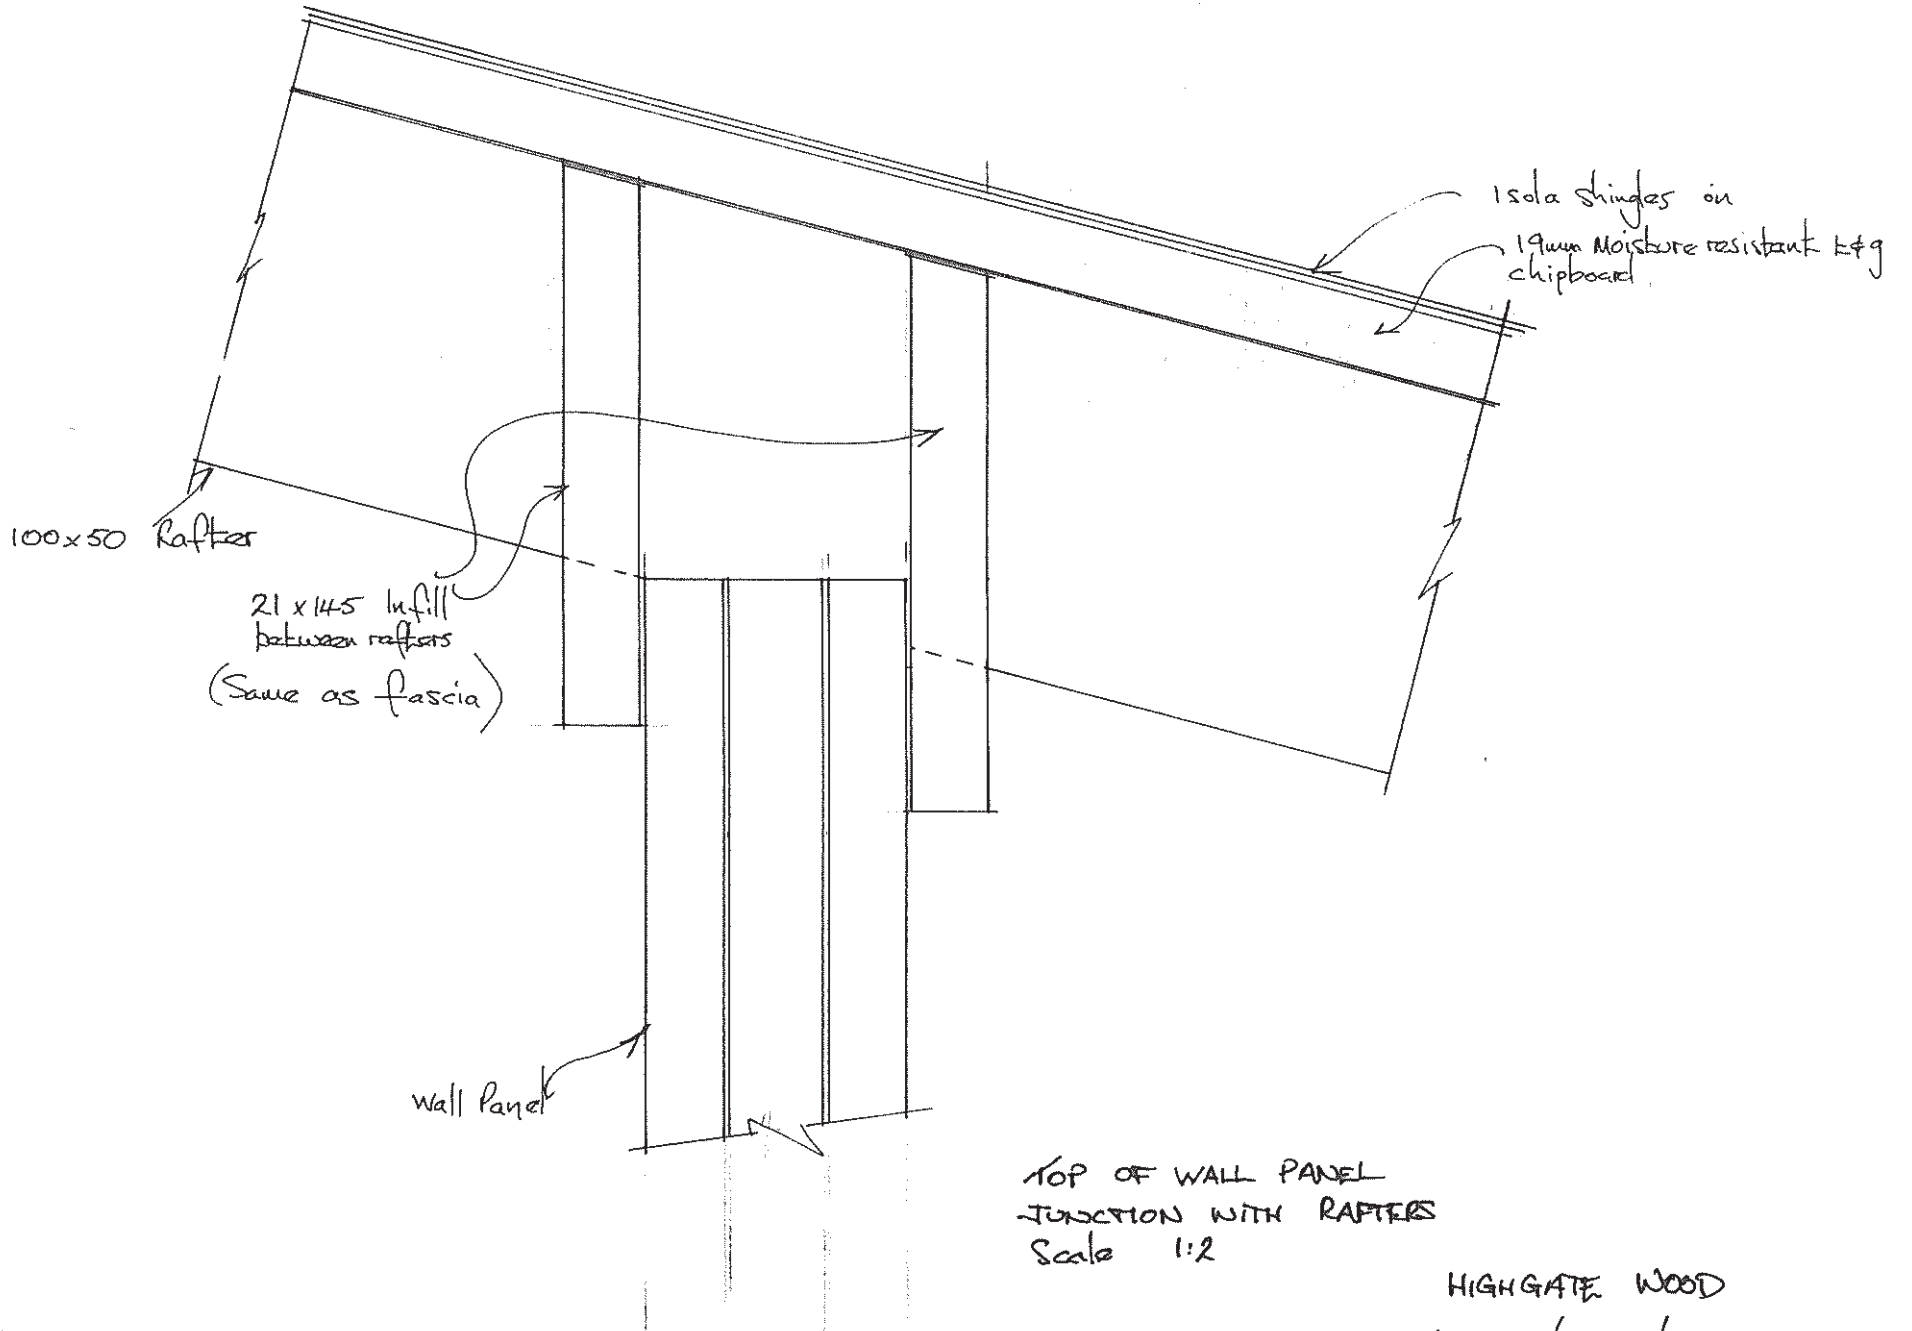 Isola shingles on
19mm Moisture resistant t+g
chipboard
100x50 Rafter
21 x 145 Infill
between rafters
(Same as fascia)
Wall Panel
TOP OF WALL PANEL
JUNCTION WITH RAFTERS
Scale 1:2
HIGHGATE WOOD